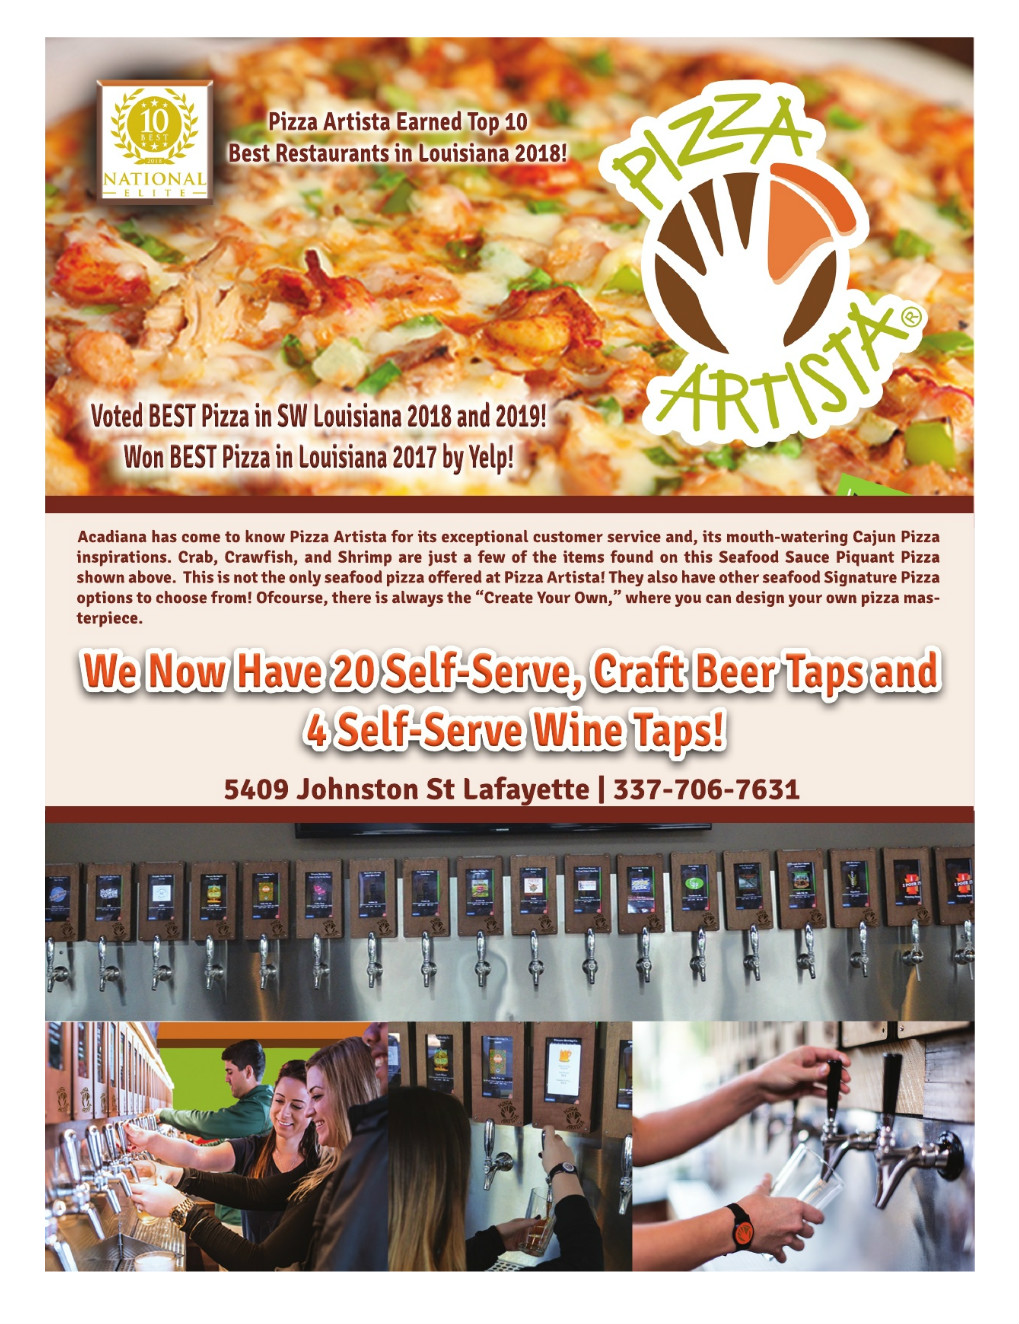 10
BEST
2018
NATIONAL
ELITE
Pizza Artista Earned Top 10
Best Restaurants in Louisiana 2018!
PIZZA
ARTISTA®
Voted BEST Pizza in SW Louisiana 2018 and 2019!
Won BEST Pizza in Louisiana 2017 by Yelp!
Acadiana has come to know Pizza Artista for its exceptional customer service and, its mouth-watering Cajun Pizza
inspirations. Crab, Crawfish, and Shrimp are just a few of the items found on this Seafood Sauce Piquant Pizza
shown above. This is not the only seafood pizza offered at Pizza Artista! They also have other seafood Signature Pizza
options to choose from! Ofcourse, there is always the “Create Your Own,” where you can design your own pizza mas-
terpiece.
We Now Have 20 Self-Serve, Craft Beer Taps and
4 Self-Serve Wine Taps!
5409 Johnston St Lafayette | 337-706-7631